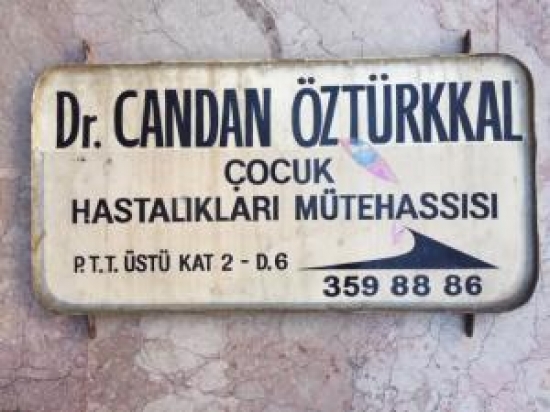 Dr. CANDAN ÖZTÜRKKAL
ÇOCUK
HASTALIKLARI MÜTEHASSISI
P.T.T. ÜSTÜ KAT 2 - D.6
359 88 86